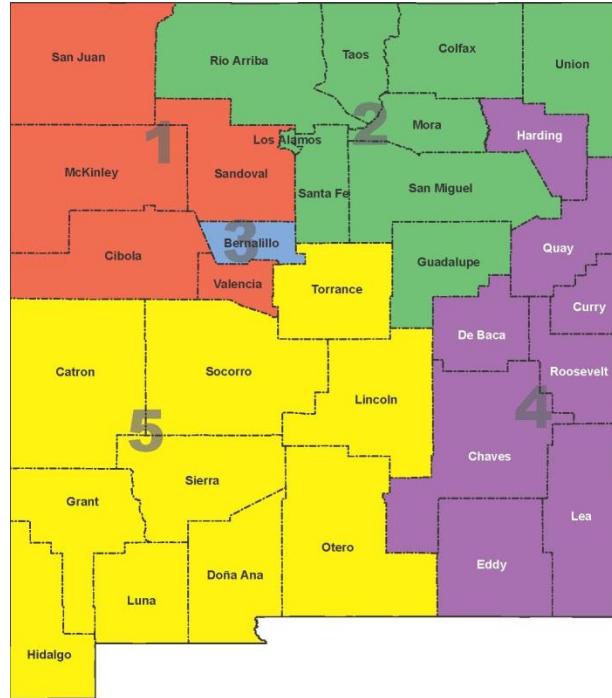 San Juan
Rio Arriba
Taos
Colfax
Union
1
2
Mora
Harding
Los Alamos
McKinley
Sandoval
Santa Fe
San Miguel
3
Bernalillo
Quay
Cibola
Guadalupe
Valencia
Torrance
Curry
De Baca
Catron
Socorro
Roosevelt
Lincoln
4
5
Chaves
Sierra
Grant
Lea
Otero
Eddy
Doña Ana
Luna
Hidalgo